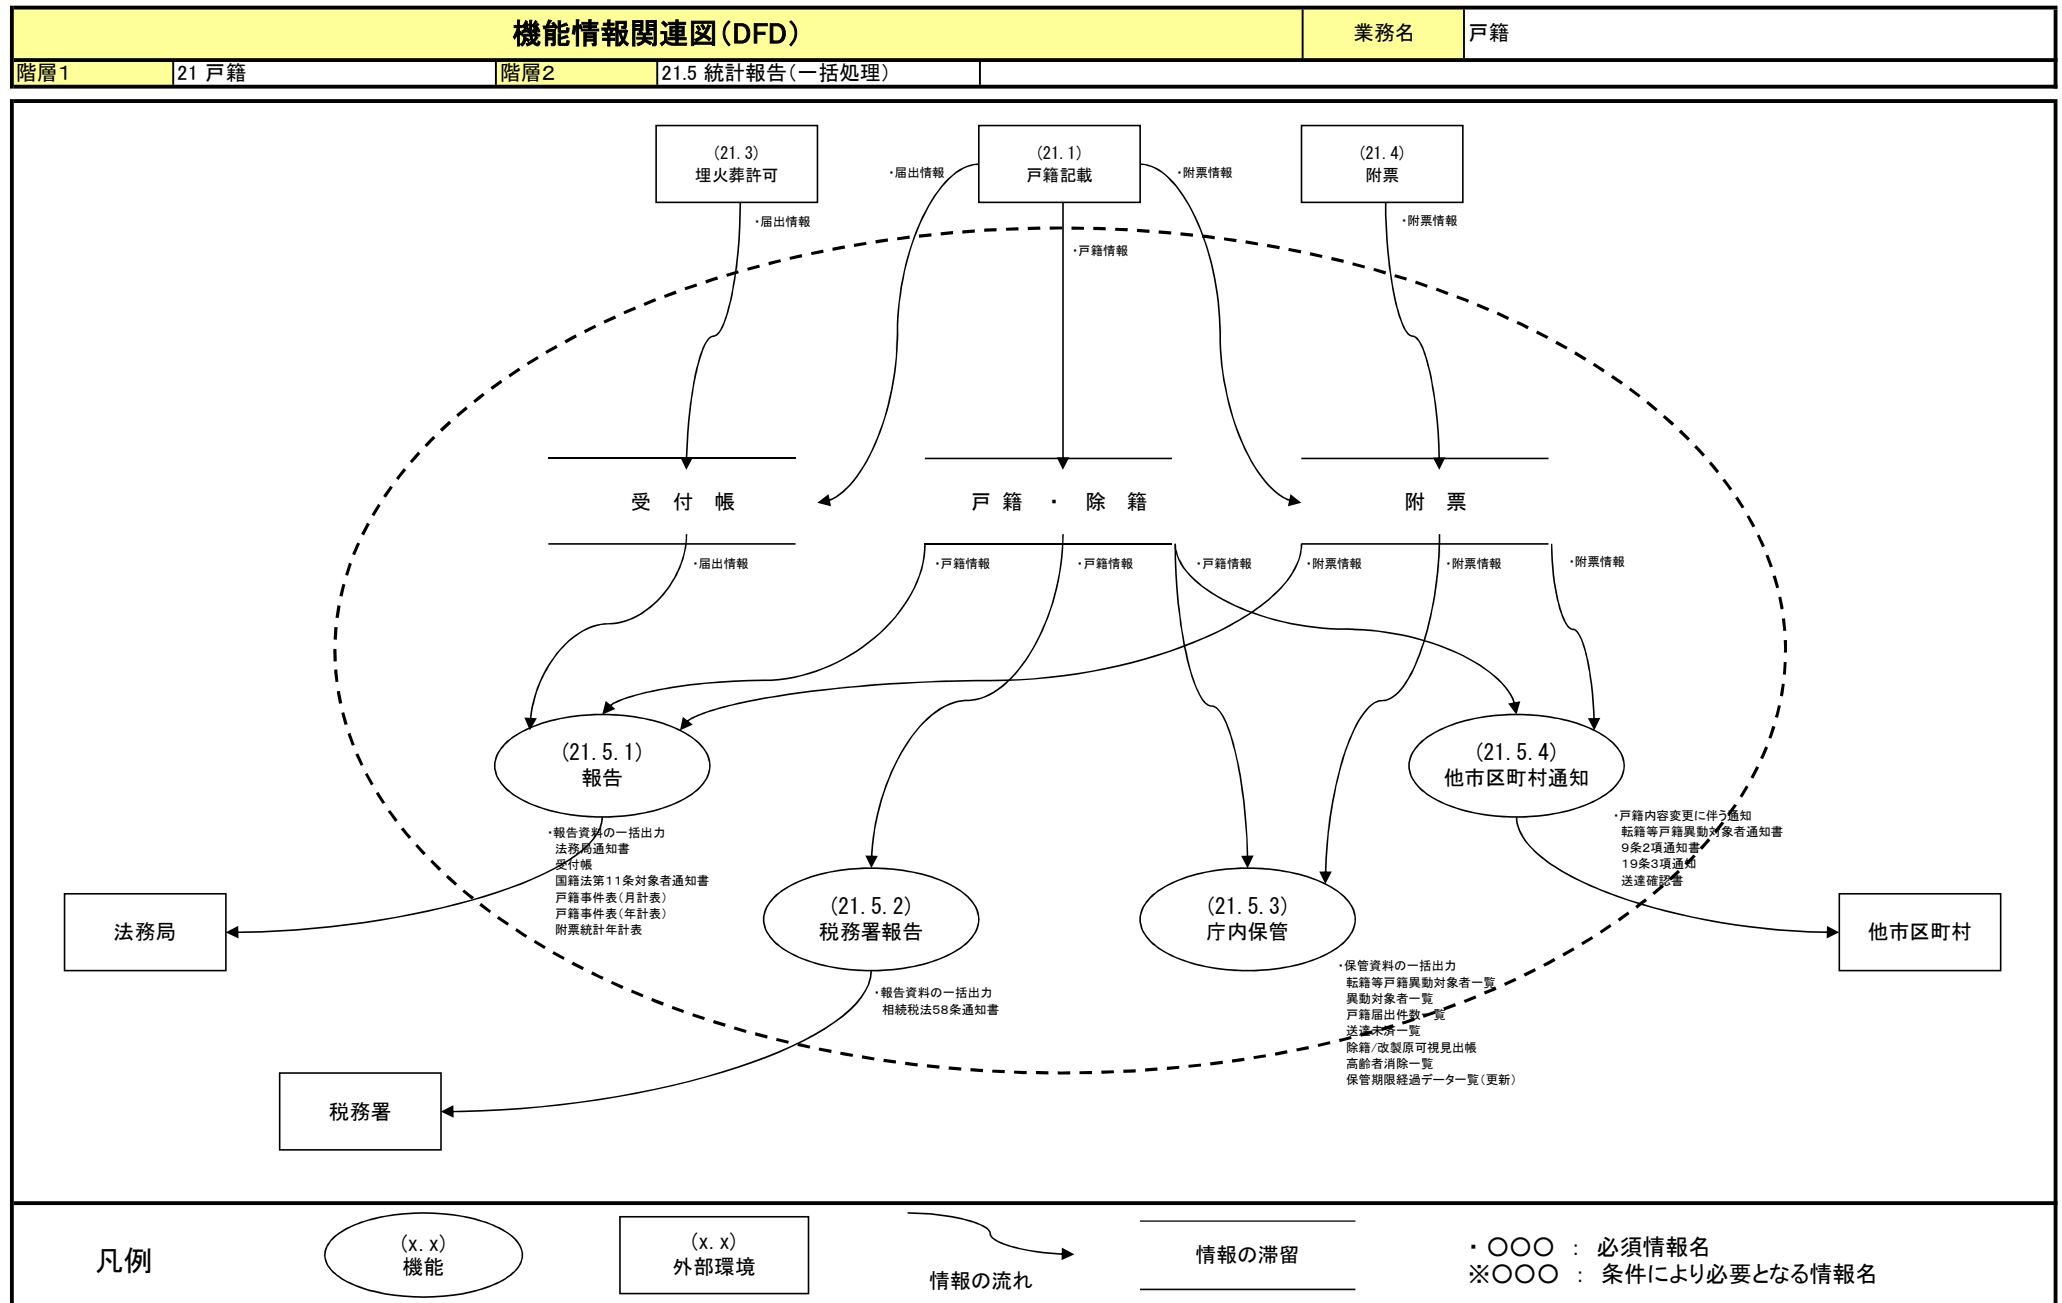 機能情報関連図(DFD)
業務名
戸籍
階層1
21 戸籍
階層2
21.5 統計報告(一括処理)
(21.3)
埋火葬許可
(21.1)
戸籍記載
(21.4)
附票
・届出情報
・附票情報
・届出情報
・附票情報
・戸籍情報
受 付 帳
戸 籍 ・ 除 籍
附 票
・届出情報
・戸籍情報
・戸籍情報
・戸籍情報
・附票情報
・附票情報
・附票情報
(21.5.1)
報告
(21.5.4)
他市区町村通知
・報告資料の一括出力
法務局通知書
受付帳
国籍法第11条対象者通知書
戸籍事件表(月計表)
戸籍事件表(年計表)
附票統計年計表
・戸籍内容変更に伴う通知
転籍等戸籍異動対象者通知書
9条2項通知書
19条3項通知
送達確認書
法務局
(21.5.2)
税務署報告
(21.5.3)
庁内保管
他市区町村
・報告資料の一括出力
相続税法58条通知書
・保管資料の一括出力
転籍等戸籍異動対象者一覧
異動対象者一覧
戸籍届出件数一覧
送達未済一覧
除籍/改製原可視見出帳
高齢者消除一覧
保管期限経過データ一覧(更新)
税務署
凡例
(x.x)
機能
(x.x)
外部環境
情報の流れ
情報の滞留
・ 〇〇〇 : 必須情報名
※〇〇〇 : 条件により必要となる情報名